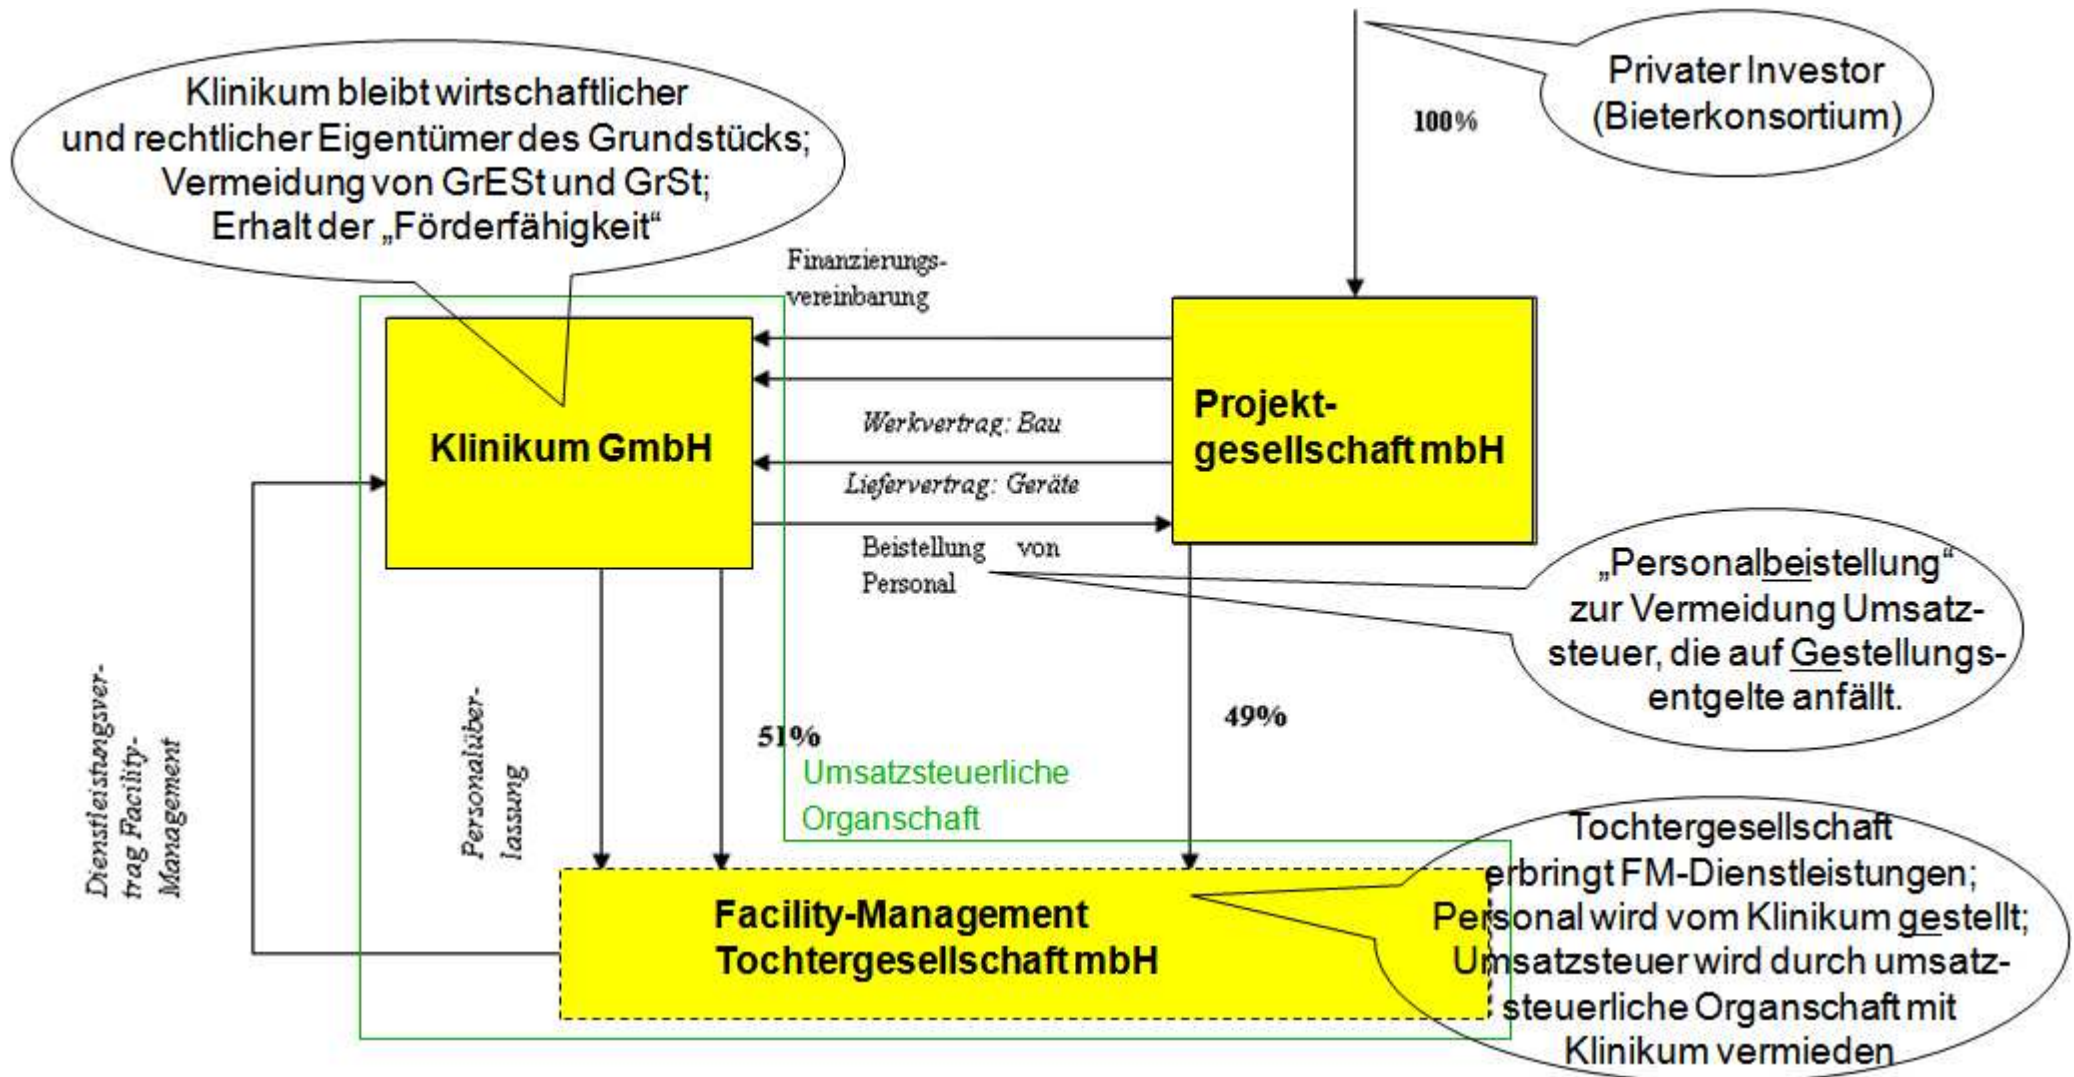 Privater Investor
(Bieterkonsortium)
100%
Klinikum bleibt wirtschaftlicher
und rechtlicher Eigentümer des Grundstücks;
Vermeidung von GrESt und GrSt;
Erhalt der „Förderfähigkeit“
Finanzierungs-
vereinbarung
Klinikum GmbH
Projekt-
gesellschaft mbH
Werkvertrag: Bau
Liefervertrag: Geräte
Beistellung von
Personal
„Personalbeistellung“
zur Vermeidung Umsatz-
steuer, die auf Gestellungs-
entgelte anfällt.
Dienstleistungsver-
trag Facility-
Management
Personalüber-
lassung
51%
49%
Umsatzsteuerliche
Organschaft
Facility-Management
Tochtergesellschaft mbH
Tochtergesellschaft
erbringt FM-Dienstleistungen;
Personal wird vom Klinikum gestellt;
Umsatzsteuer wird durch umsatz-
steuerliche Organschaft mit
Klinikum vermieden